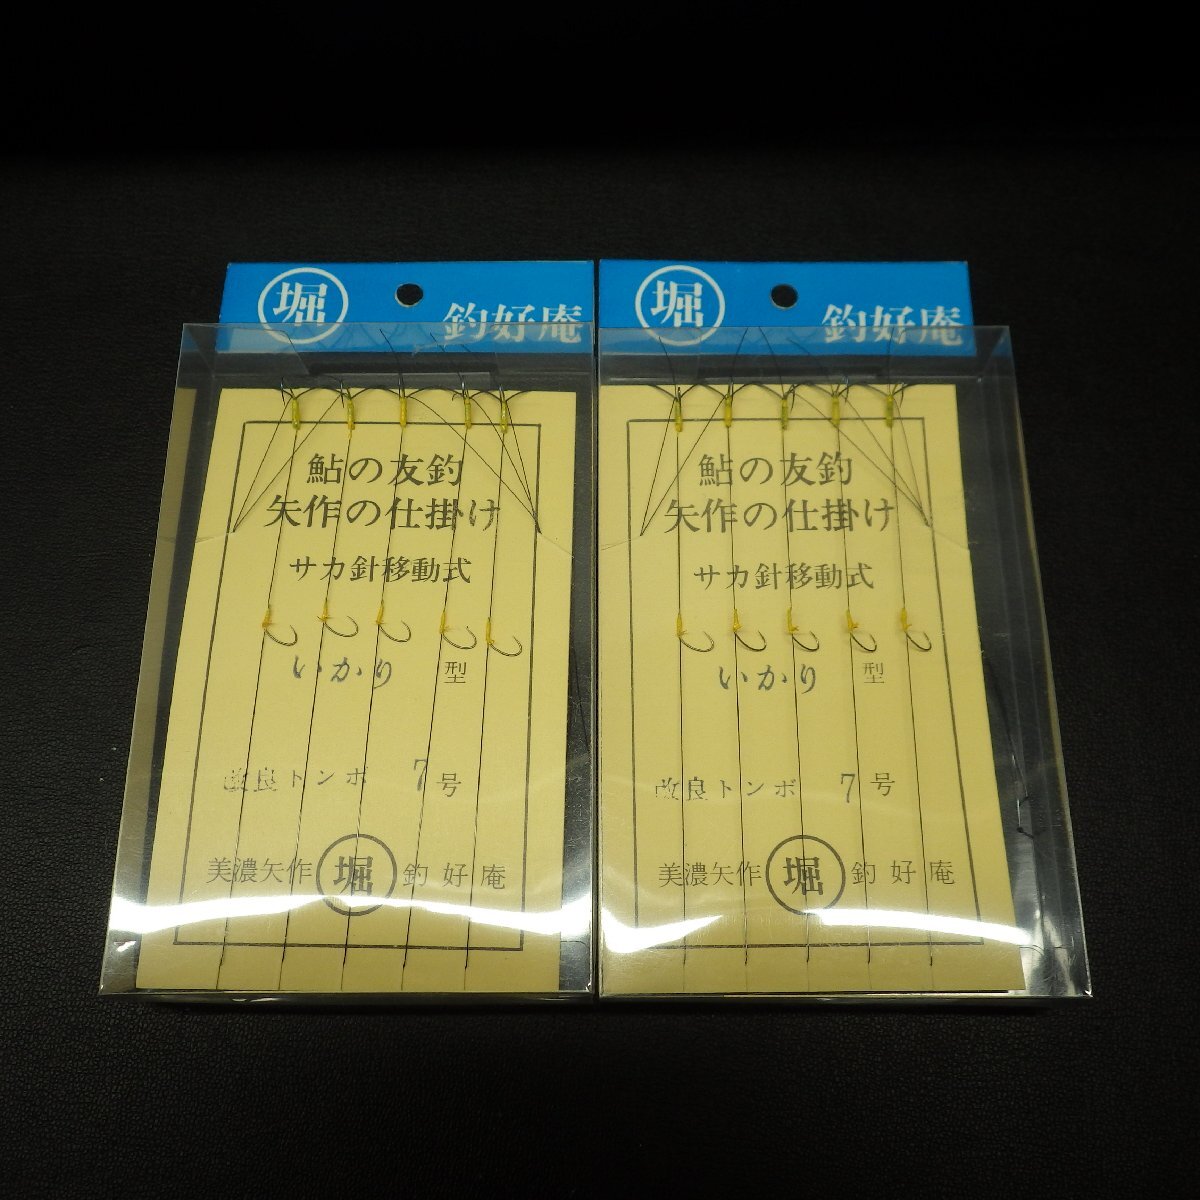 堀 釣好庵
鮎の友釣
矢作の仕掛け
サカ針移動式
いかり 型
改良トンボ 7号
美濃矢作 堀 釣好庵
堀 釣好庵
鮎の友釣
矢作の仕掛け
サカ針移動式
いかり 型
改良トンボ 7号
美濃矢作 堀 釣好庵